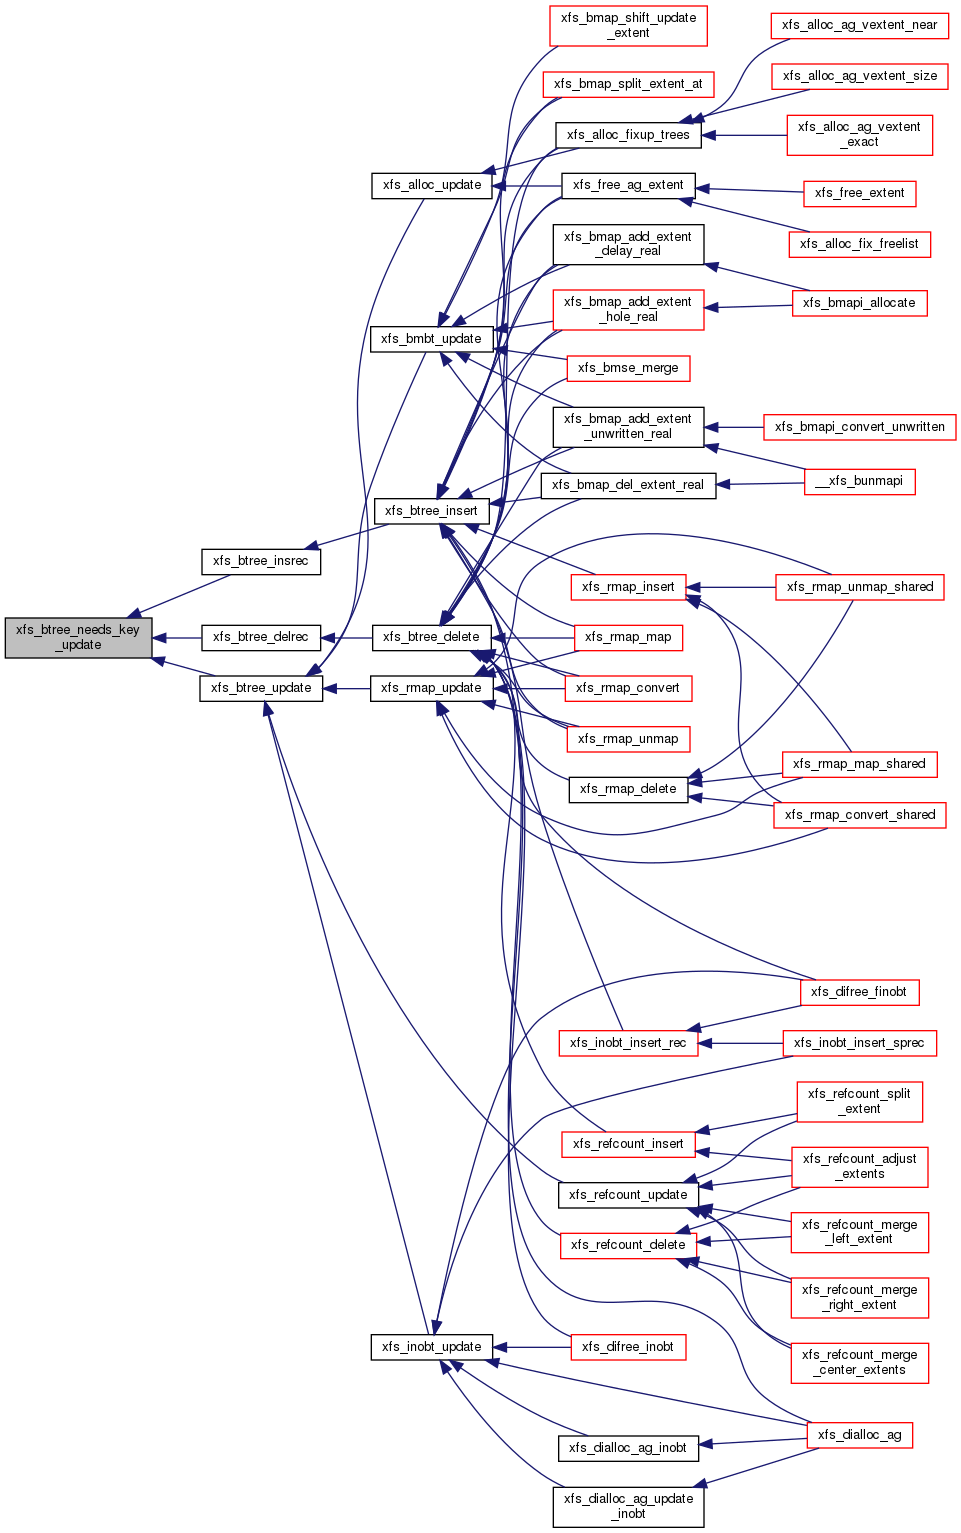 xfs_bmap_shift_update
_extent
xfs_alloc_ag_vextent_near
xfs_bmap_split_extent_at
xfs_alloc_ag_vextent_size
xfs_alloc_fixup_trees
xfs_alloc_ag_vextent
_exact
xfs_alloc_update
xfs_free_ag_extent
xfs_free_extent
xfs_bmap_add_extent
_delay_real
xfs_alloc_fix_freelist
xfs_bmap_add_extent
_hole_real
xfs_bmapi_allocate
xfs_bmbt_update
xfs_bmse_merge
xfs_bmap_add_extent
_unwritten_real
xfs_bmapi_convert_unwritten
xfs_bmap_del_extent_real
__xfs_bunmapi
xfs_btree_insert
xfs_btree_insrec
xfs_rmap_insert
xfs_rmap_unmap_shared
xfs_btree_needs_key
_update
xfs_btree_delrec
xfs_btree_delete
xfs_rmap_map
xfs_btree_update
xfs_rmap_update
xfs_rmap_convert
xfs_rmap_unmap
xfs_rmap_map_shared
xfs_rmap_delete
xfs_rmap_convert_shared
xfs_difree_finobt
xfs_inobt_insert_rec
xfs_inobt_insert_sprec
xfs_refcount_split
_extent
xfs_refcount_insert
xfs_refcount_adjust
_extents
xfs_refcount_update
xfs_refcount_merge
_left_extent
xfs_refcount_delete
xfs_refcount_merge
_right_extent
xfs_inobt_update
xfs_difree_inobt
xfs_refcount_merge
_center_extents
xfs_dialloc_ag
xfs_dialloc_ag_inobt
xfs_dialloc_ag_update
_inobt